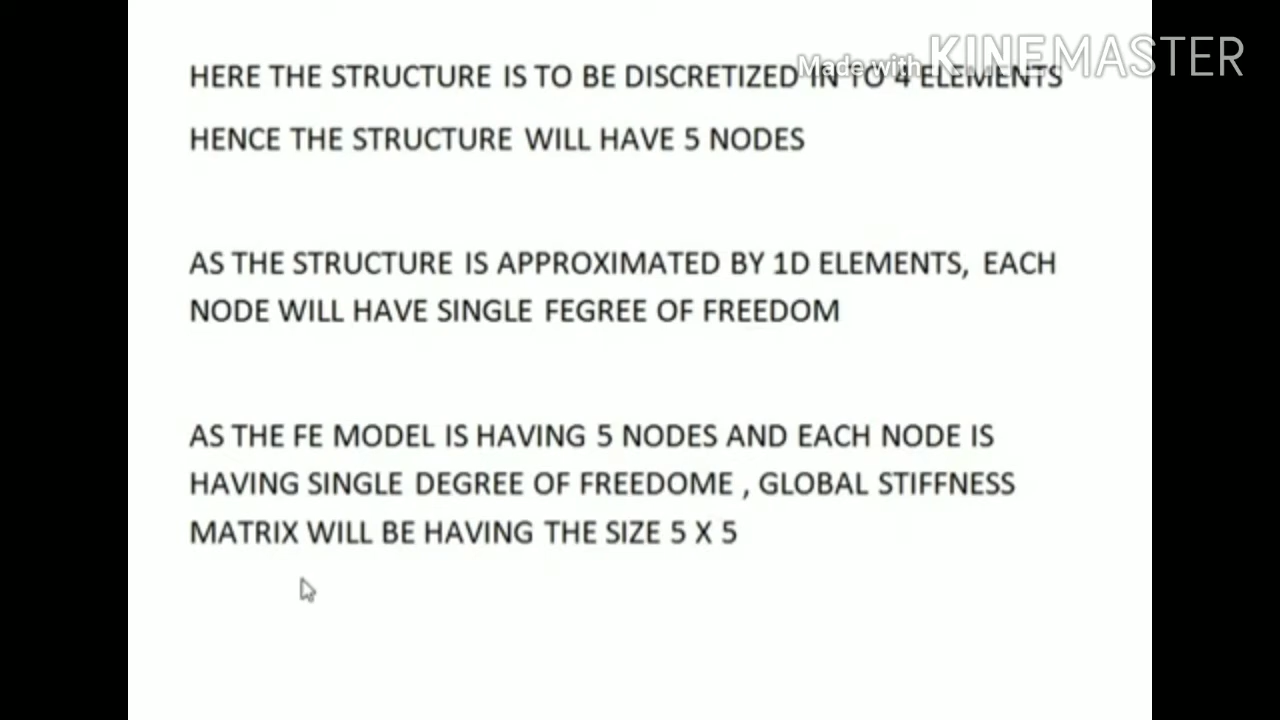 Made with KINEMASTER
HERE THE STRUCTURE IS TO BE DISCRETIZED IN TO 4 ELEMENTS
HENCE THE STRUCTURE WILL HAVE 5 NODES
AS THE STRUCTURE IS APPROXIMATED BY 1D ELEMENTS, EACH
NODE WILL HAVE SINGLE FEGREE OF FREEDOM
AS THE FE MODEL IS HAVING 5 NODES AND EACH NODE IS
HAVING SINGLE DEGREE OF FREEDOME , GLOBAL STIFFNESS
MATRIX WILL BE HAVING THE SIZE 5 X 5